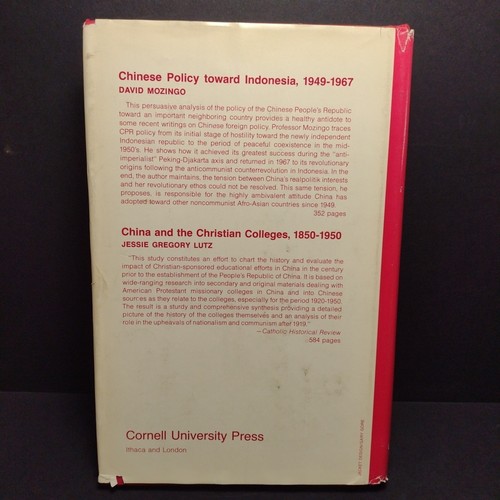 Chinese Policy toward Indonesia, 1949-1967
DAVID MOZINGO
This persuasive analysis of the policy of the Chinese People's Republic
toward an important neighboring country provides a healthy antidote to
some recent writings on Chinese foreign policy. Professor Mozingo traces
CPR policy from its initial stage of hostility toward the newly independent
Indonesian republic to the period of peaceful coexistence in the mid-
1950's. He shows how it achieved its greatest success during the "anti-
imperialist" Peking-Djakarta axis and returned in 1967 to its revolutionary
origins following the anticommunist counterrevolution in Indonesia. In the
end, the author maintains, the tension between China's realpolitik interests
and her revolutionary ethos could not be resolved. This same tension, he
proposes, is responsible for the highly ambivalent attitude China has
adopted toward other noncommunist Afro-Asian countries since 1949.
352 pages
China and the Christian Colleges, 1850-1950
JESSIE GREGORY LUTZ
"This study constitutes an effort to chart the history and evaluate the
impact of Christian-sponsored educational efforts in China in the century
prior to the establishment of the People's Republic of China. It is based on
wide-ranging research into secondary and original materials dealing with
American Protestant missionary colleges in China and into Chinese
sources as they relate to the colleges, especially for the period 1920-1950.
The result is a sturdy and comprehensive synthesis providing a detailed
picture of the history of the colleges themselves and an analysis of their
role in the upheavals of nationalism and communism after 1919."
—Catholic Historical Review
584 pages
Cornell University Press
Ithaca and London
JACKET DESIGN/GARY GORE